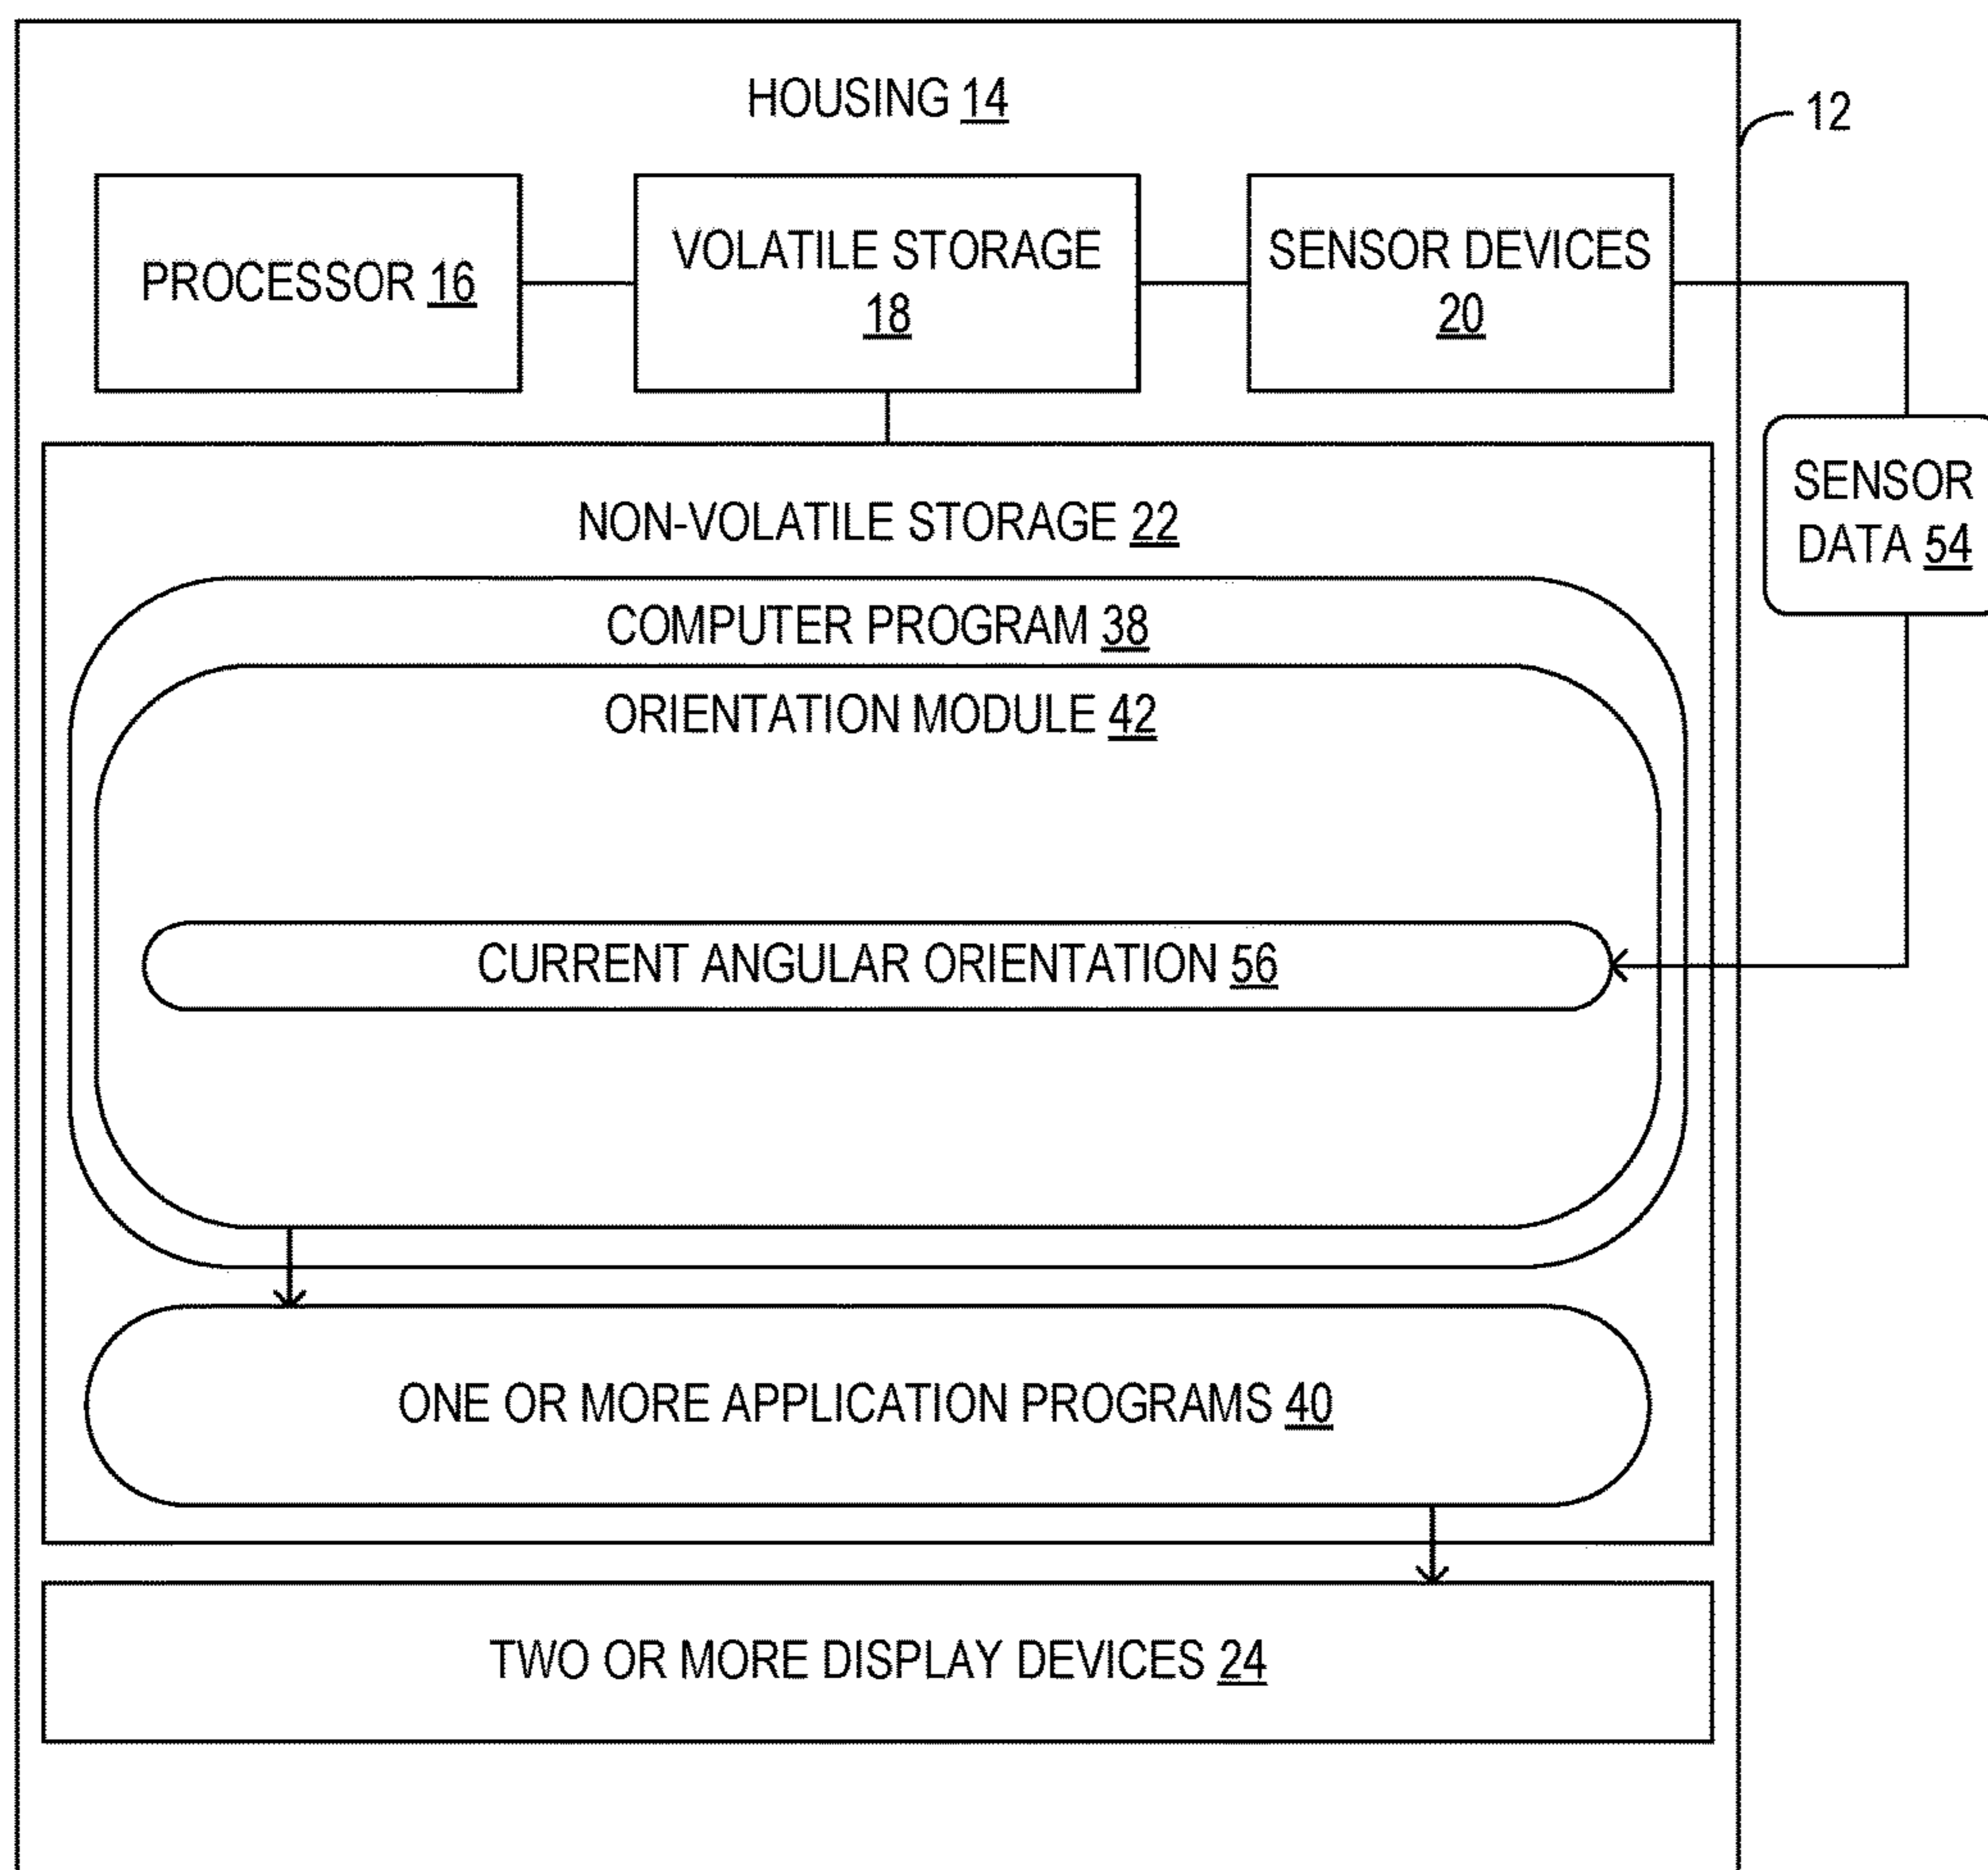 HOUSING 14
12
PROCESSOR 16
VOLATILE STORAGE
18
SENSOR DEVICES
20
SENSOR
DATA 54
NON-VOLATILE STORAGE 22
COMPUTER PROGRAM 38
ORIENTATION MODULE 42
CURRENT ANGULAR ORIENTATION 56
ONE OR MORE APPLICATION PROGRAMS 40
TWO OR MORE DISPLAY DEVICES 24